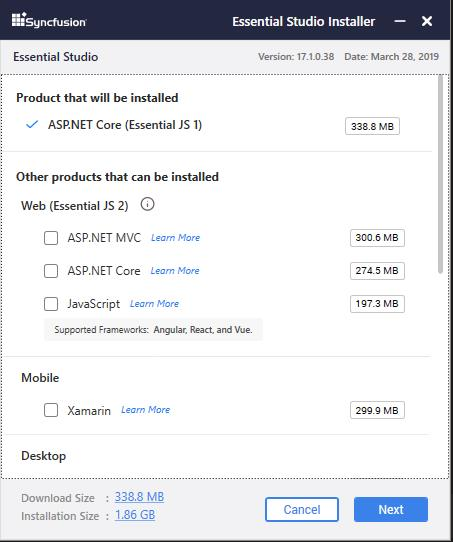 Syncfusion
Essential Studio Installer
Essential Studio
Version: 17.1.0.38 Date: March 28, 2019
Product that will be installed
ASP.NET Core (Essential JS 1)
338.8 MB
Other products that can be installed
Web (Essential JS 2)
ASP.NET MVC Learn More 300.6 MB
ASP.NET Core Learn More 274.5 MB
JavaScript Learn More 197.3 MB
Supported Frameworks: Angular, React, and Vue.
Mobile
Xamarin Learn More 299.9 MB
Desktop
Download Size : 338.8 MB
Installation Size : 1.86 GB
Cancel
Next